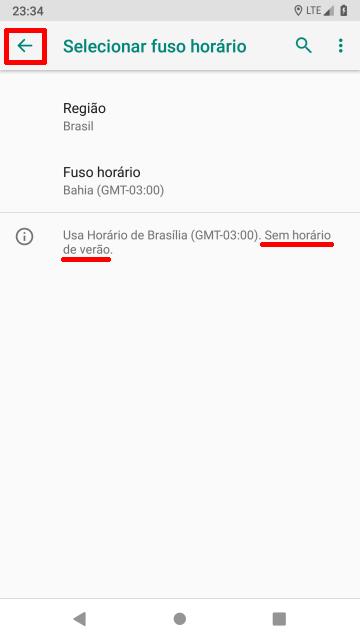 23:34
LTE
Selecionar fuso horário
Região
Brasil
Fuso horário
Bahia (GMT-03:00)
Usa Horário de Brasília (GMT-03:00). Sem horário
de verão.